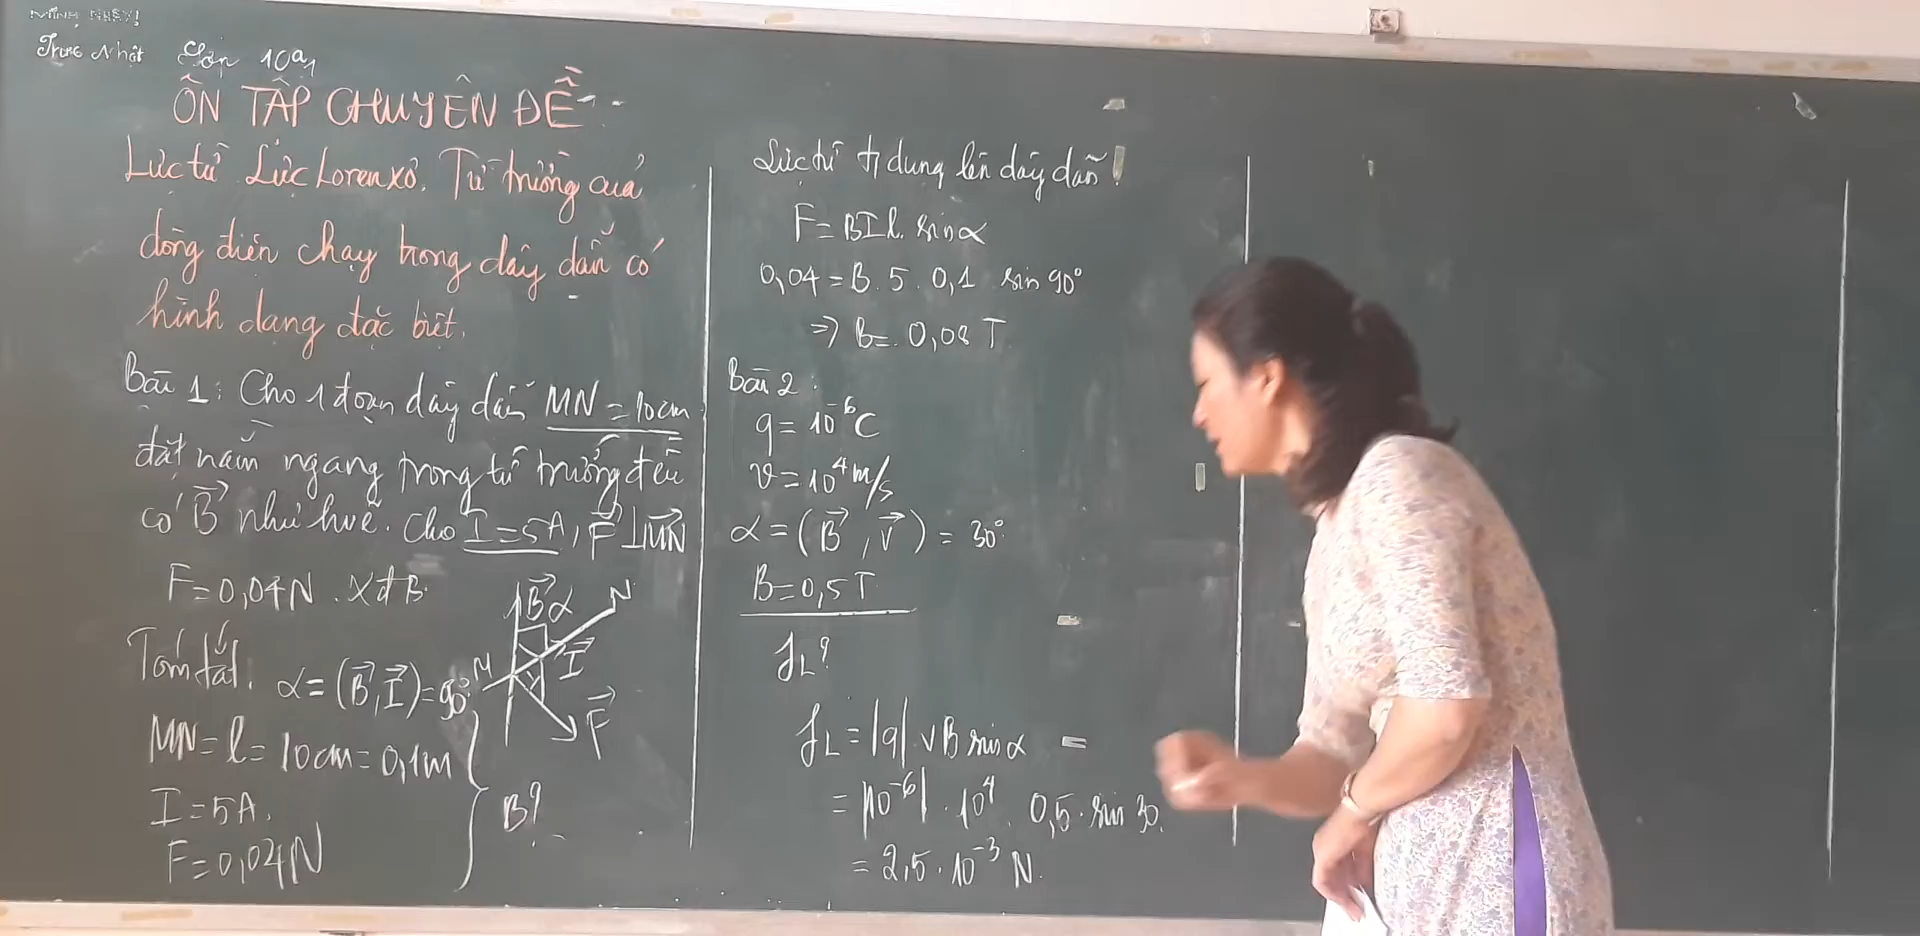 MINH NHẬT!
Trung Nhật Lớp 10a1
ÔN TẬP CHUYÊN ĐỀ
Lực từ Lực Lorenxơ. Từ trường của
dòng điện chạy trong dây dẫn có
hình dạng đặc biệt.
Bài 1: Cho 1 đoạn dây dẫn MN = 10cm
đặt nằm ngang trong từ trường đều
có B⃗ như hvẽ. Cho I = 5A, F⃗ ⊥ MN
F = 0,04N. Xđ B.
Tóm tắt. α = (B⃗, I⃗) = 90°
MN = l = 10cm = 0,1m
I = 5A.
F = 0,04N
B?
B⃗ α N
M I⃗
F⃗
Lực từ t/dụng lên dây dẫn
F = BIl. sinα
0,04 = B. 5. 0,1 sin 90°
⇒ B = 0,08 T
Bài 2:
q = 10⁻⁶C
v = 10⁴ m/s
α = (B⃗, v⃗) = 30°
B = 0,5T
fL?
fL = |q|.vB sinα =
= |10⁻⁶|. 10⁴. 0,5. sin 30.
= 2,5. 10⁻³ N.